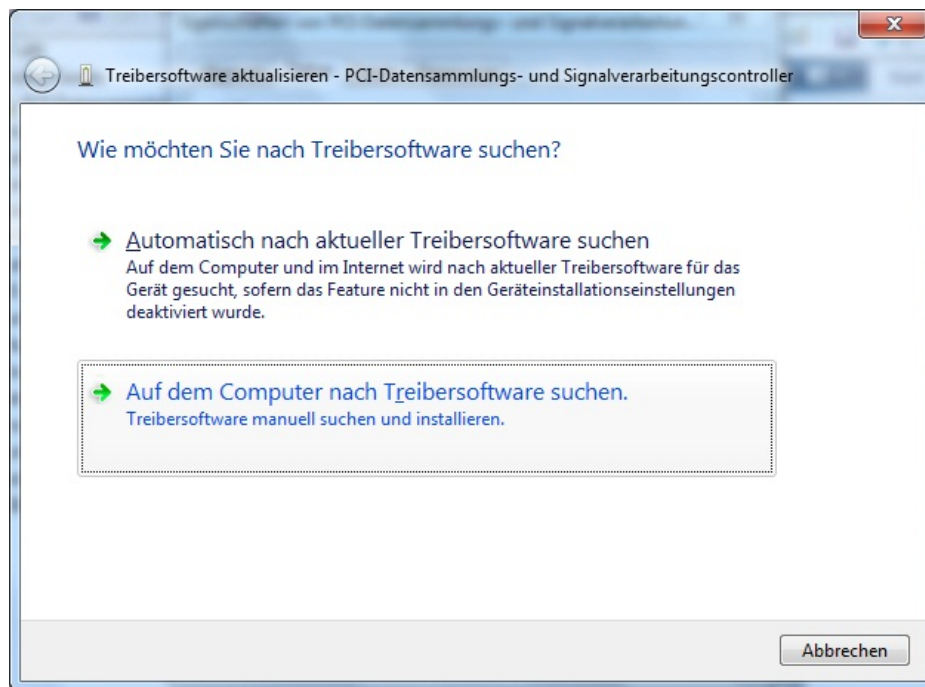 Treibersoftware aktualisieren - PCI-Datensammlungs- und Signalverarbeitungscontroller
Wie möchten Sie nach Treibersoftware suchen?
Automatisch nach aktueller Treibersoftware suchen
Auf dem Computer und im Internet wird nach aktueller Treibersoftware für das
Gerät gesucht, sofern das Feature nicht in den Geräteinstallationseinstellungen
deaktiviert wurde.
Auf dem Computer nach Treibersoftware suchen.
Treibersoftware manuell suchen und installieren.
Abbrechen